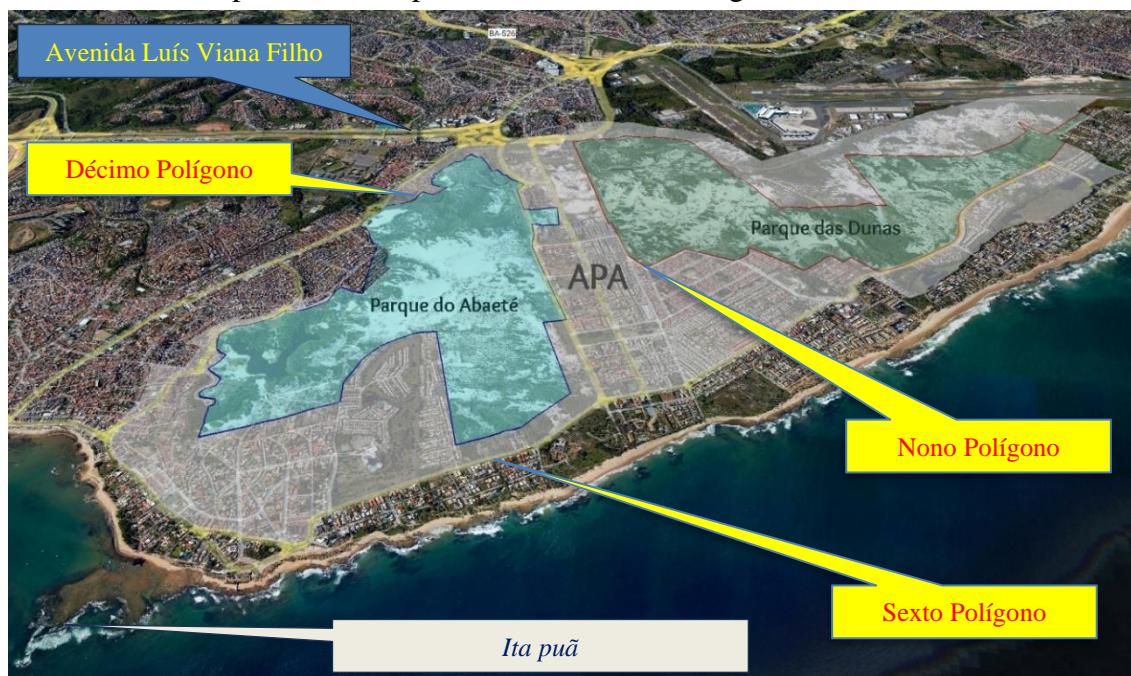 BA-526
Avenida Luís Viana Filho
Décimo Polígono
Parque das Dunas
APA
Parque do Abaeté
Nono Polígono
Sexto Polígono
Ita puã